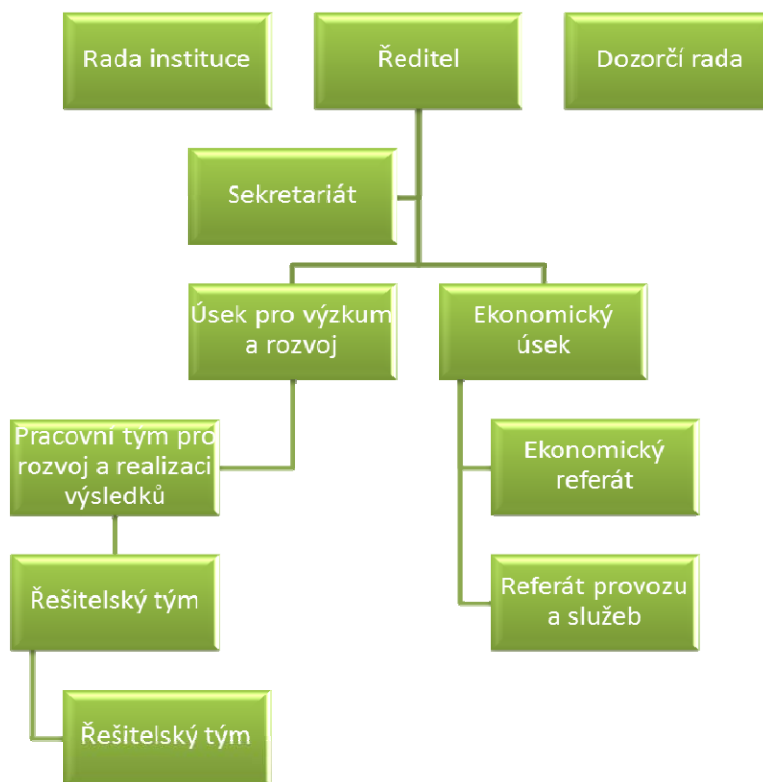 Rada instituce
Ředitel
Dozorčí rada
Sekretariát
Úsek pro výzkum
a rozvoj
Ekonomický
úsek
Pracovní tým pro
rozvoj a realizaci
výsledků
Ekonomický
referát
Řešitelský tým
Referát provozu
a služeb
Řešitelský tým